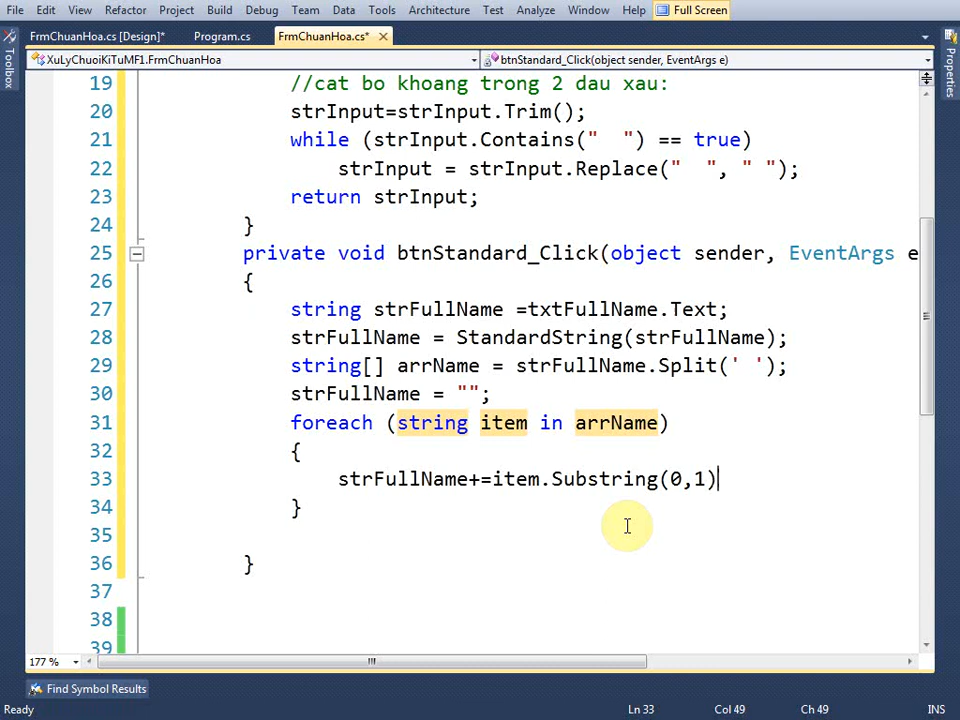 File Edit View Refactor Project Build Debug Team Data Tools Architecture Test Analyze Window Help Full Screen
FrmChuanHoa.cs [Design]* Program.cs FrmChuanHoa.cs*
Toolbox
Properties
XuLyChuoiKiTuMF1.FrmChuanHoa btnStandard_Click(object sender, EventArgs e)
19 //cat bo khoang trong 2 dau xau:
20 strInput=strInput.Trim();
21 while (strInput.Contains("  ") == true)
22 strInput = strInput.Replace("  ", " ");
23 return strInput;
24 }
25 private void btnStandard_Click(object sender, EventArgs e
26 {
27 string strFullName =txtFullName.Text;
28 strFullName = StandardString(strFullName);
29 string[] arrName = strFullName.Split(' ');
30 strFullName = "";
31 foreach (string item in arrName)
32 {
33 strFullName+=item.Substring(0,1)
34 }
35
36 }
37
38
39
177 %
Find Symbol Results
Ready Ln 33 Col 49 Ch 49 INS